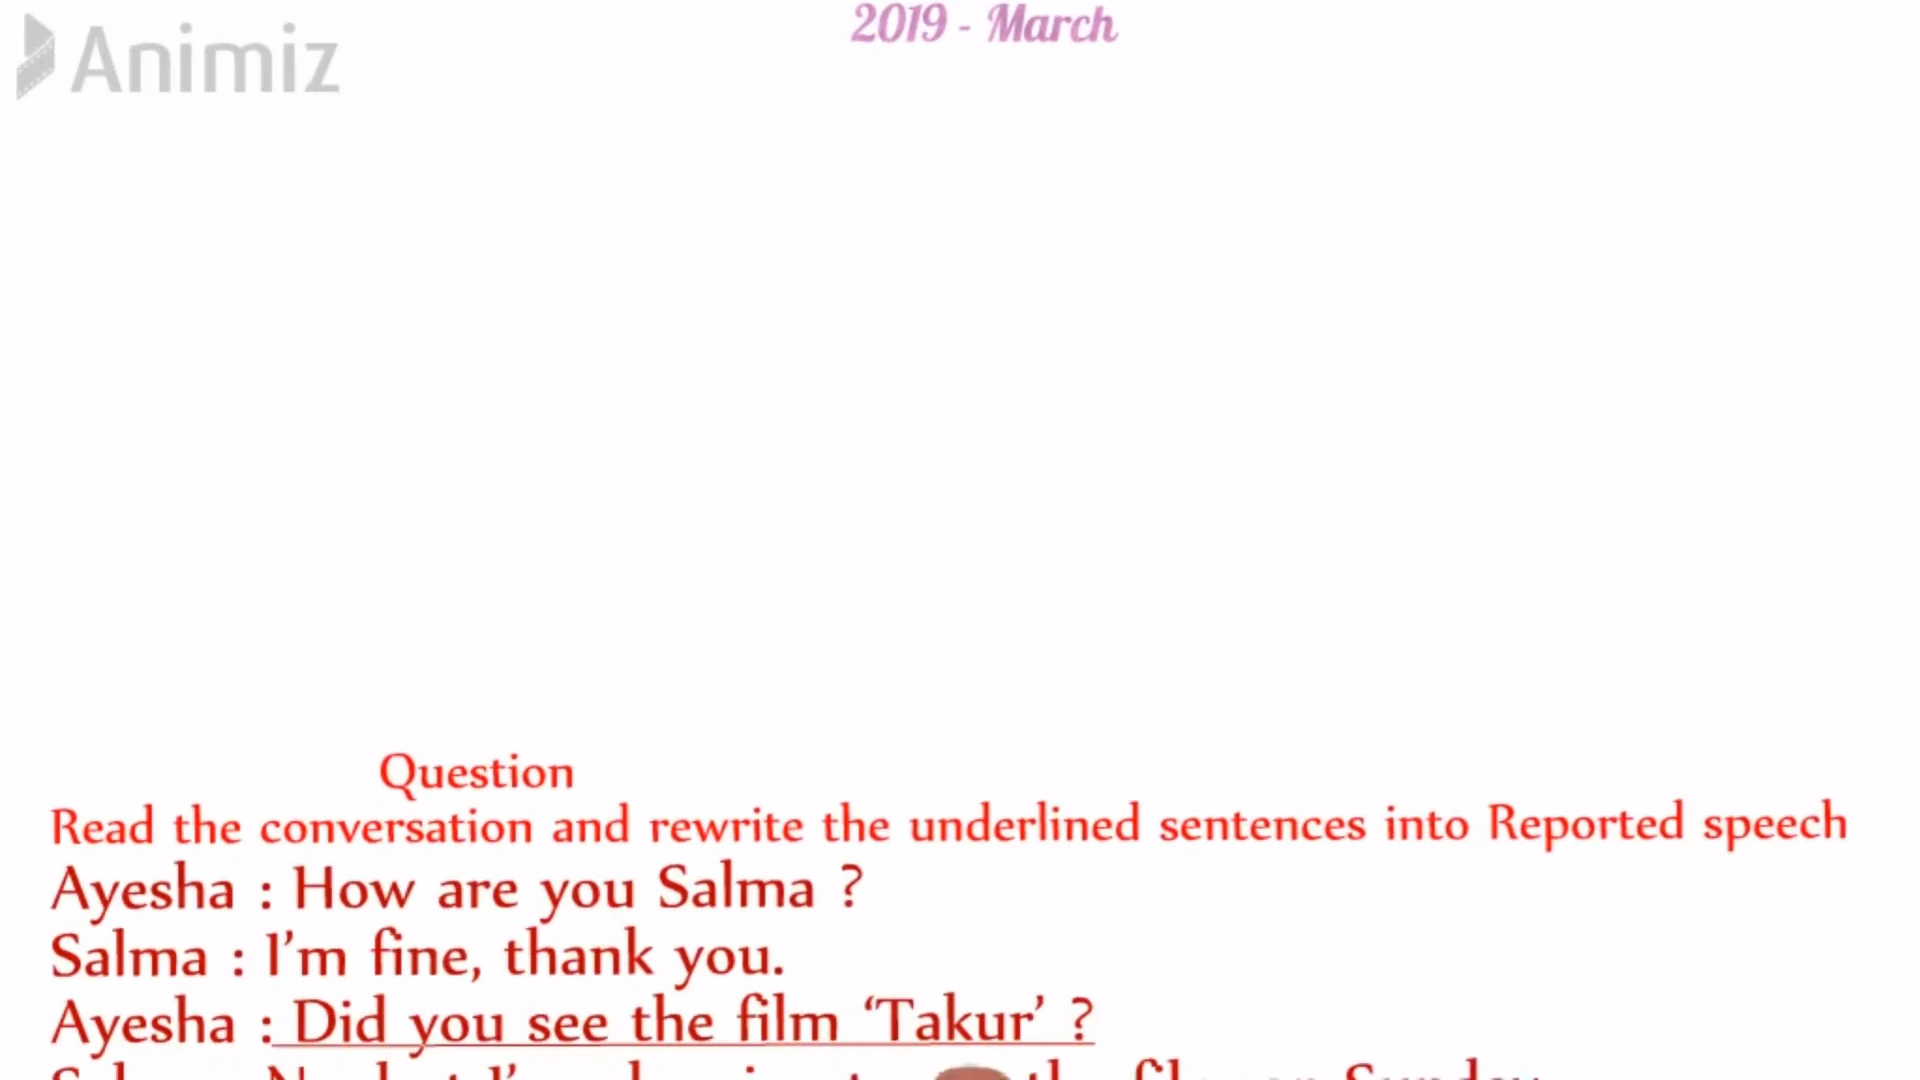 2019 - March
Animiz
Question
Read the conversation and rewrite the underlined sentences into Reported speech
Ayesha : How are you Salma ?
Salma : I'm fine, thank you.
Ayesha : Did you see the film ‘Takur’ ?